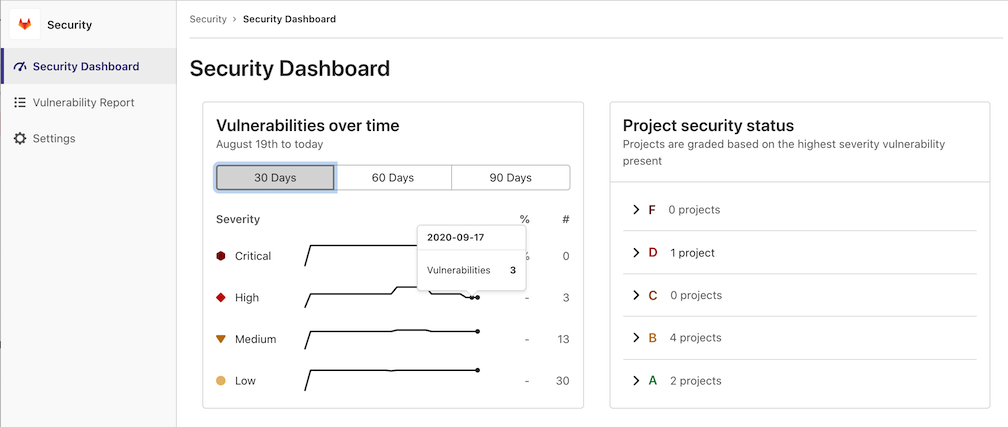 Security
Security Dashboard
Vulnerability Report
Settings
Security › Security Dashboard
Security Dashboard
Vulnerabilities over time
August 19th to today
30 Days 60 Days 90 Days
Severity % #
2020-09-17
Vulnerabilities 3
Critical 0
High - 3
Medium - 13
Low - 30
Project security status
Projects are graded based on the highest severity vulnerability
present
F 0 projects
D 1 project
C 0 projects
B 4 projects
A 2 projects